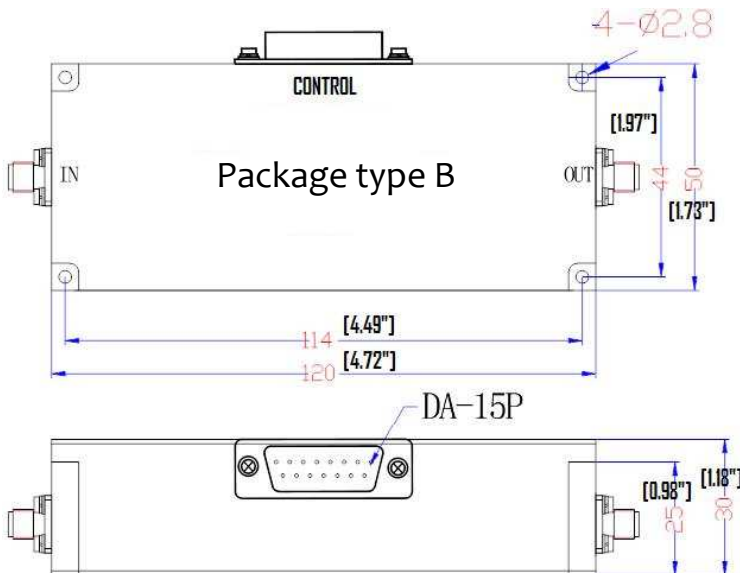 4-Ø2.8
CONTROL
[1.97"]
IN
Package type B
OUT
44
50
[1.73"]
114
[4.49"]
120
[4.72"]
DA-15P
[0.98"]
[1.18"]
25
30